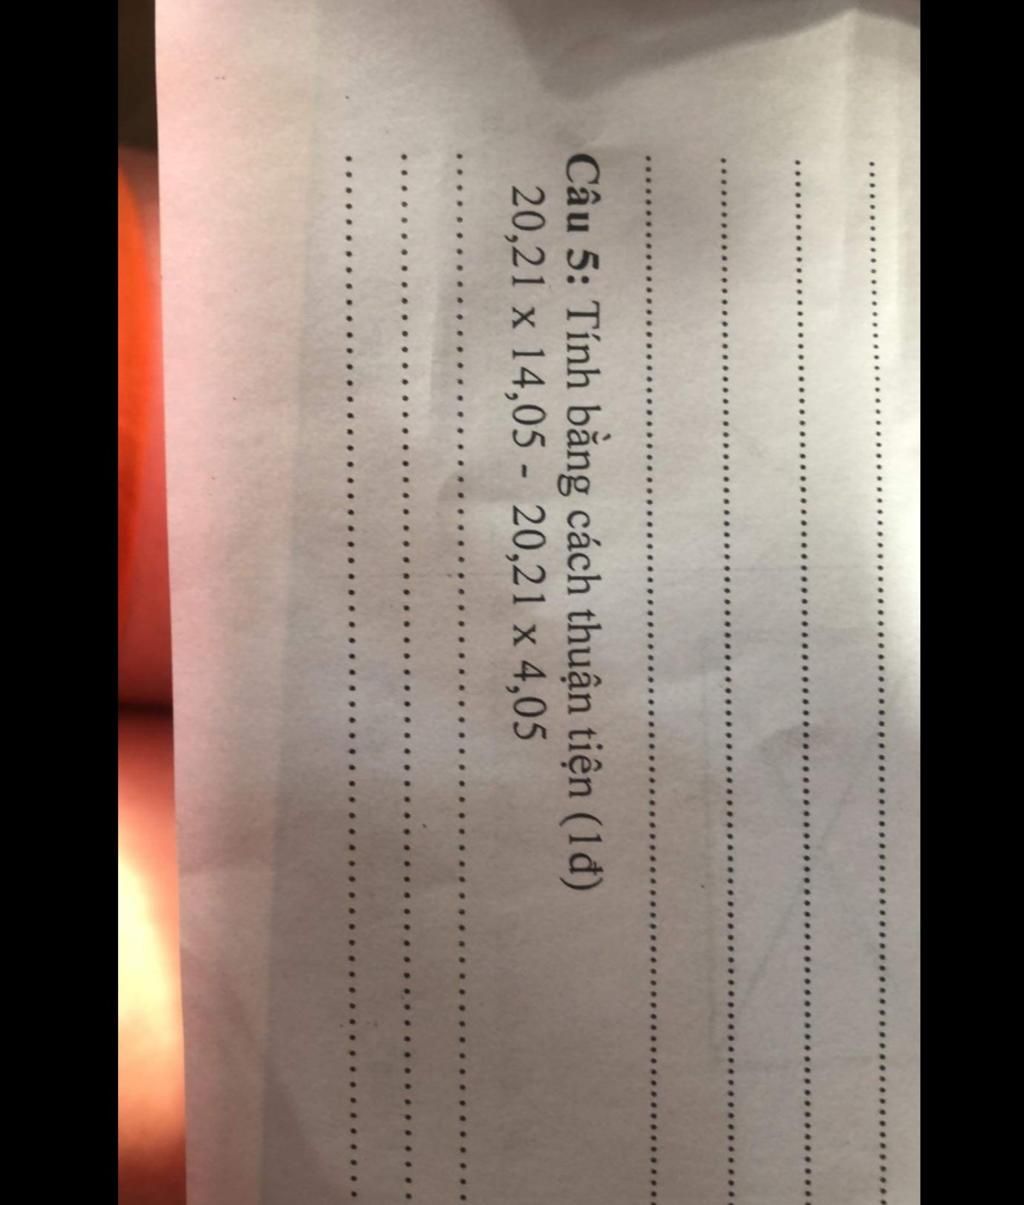 Câu 5: Tính bằng cách thuận tiện (1đ)
20,21 x 14,05 - 20,21 x 4,05